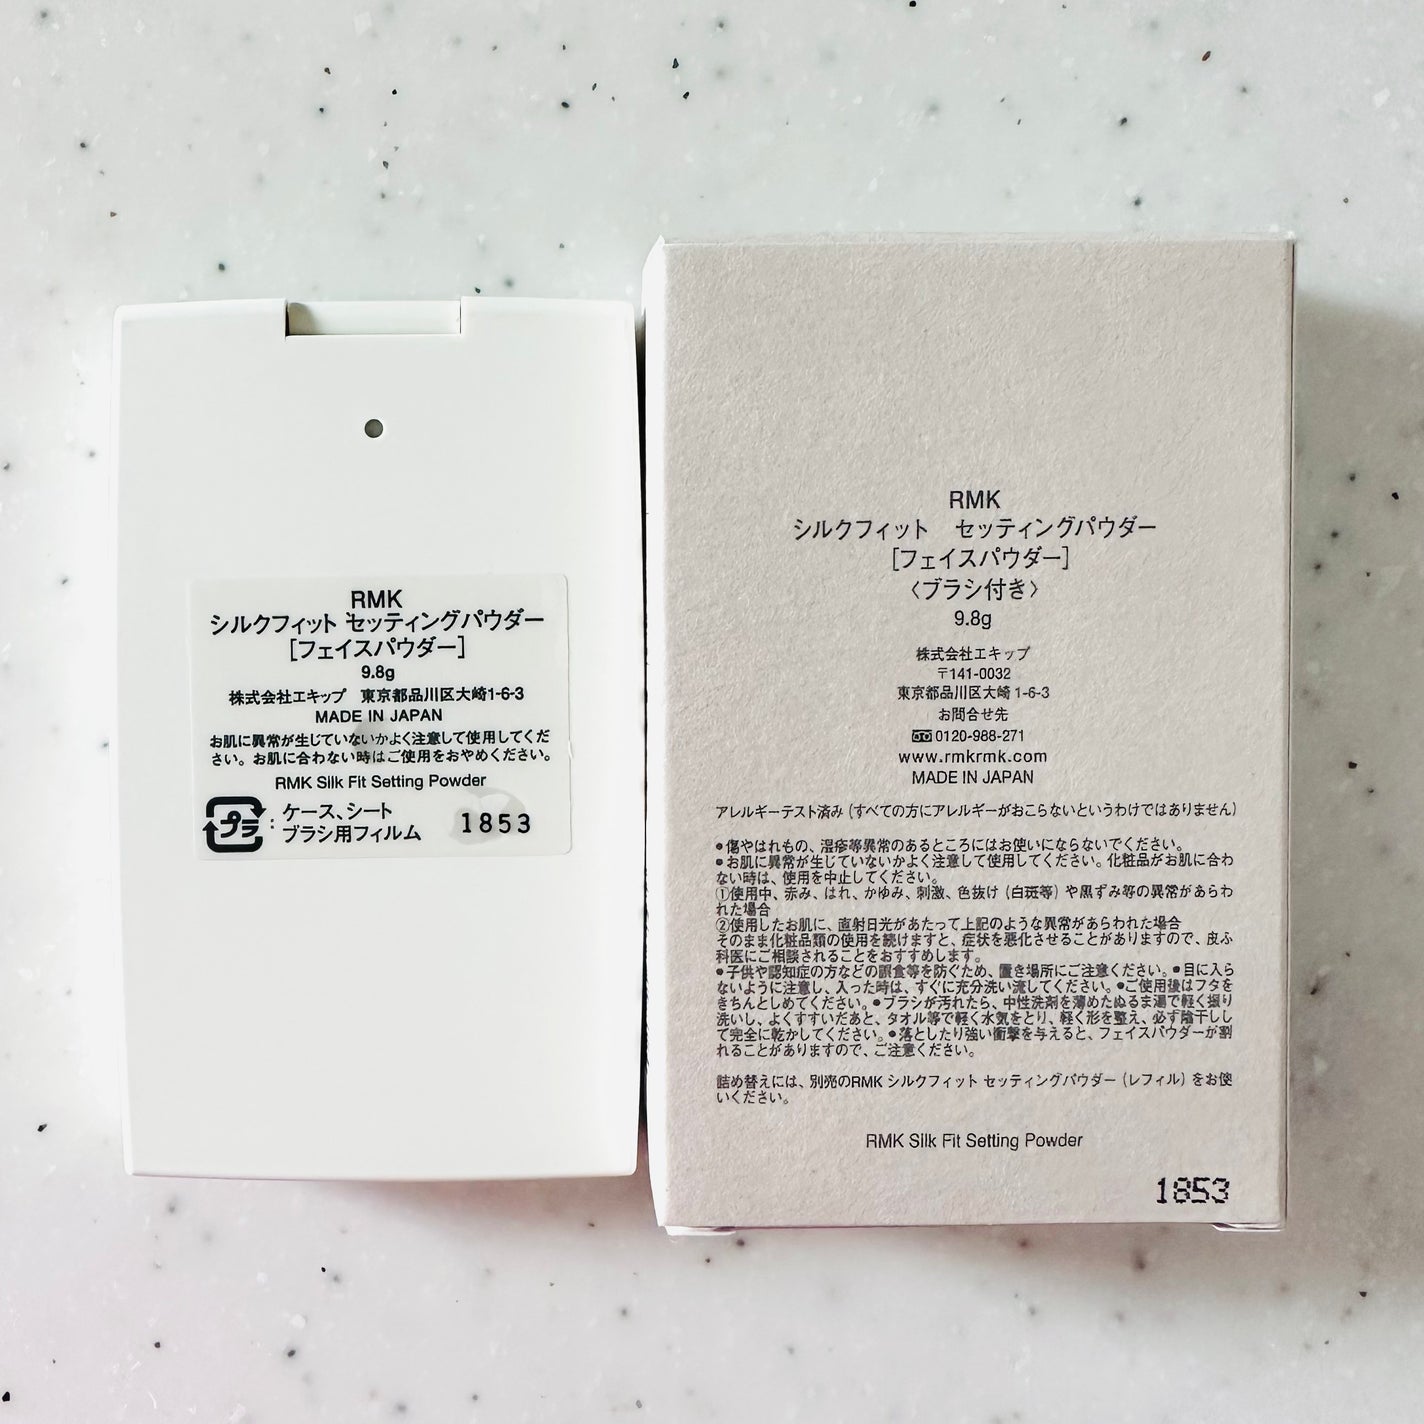 RMK
シルクフィット セッティングパウダー
[フェイスパウダー]
9.8g
株式会社エキップ 東京都品川区大崎1-6-3
MADE IN JAPAN
お肌に異常が生じていないかよく注意して使用してくだ
さい。お肌に合わない時はご使用をおやめください。
RMK Silk Fit Setting Powder
プラ : ケース、シート
ブラシ用フィルム
1853
RMK
シルクフィット セッティングパウダー
[フェイスパウダー]
〈ブラシ付き〉
9.8g
株式会社エキップ
〒141-0032
東京都品川区大崎 1-6-3
お問合せ先
0120-988-271
www.rmkrmk.com
MADE IN JAPAN
アレルギーテスト済み (すべての方にアレルギーがおこらないというわけではありません)
●傷やはれもの、湿疹等異常のあるところにはお使いにならないでください。
●お肌に異常が生じていないかよく注意して使用してください。化粧品がお肌に合わ
ない時は、使用を中止してください。
①使用中、赤み、はれ、かゆみ、刺激、色抜け (白斑等) や黒ずみ等の異常があらわ
れた場合
②使用したお肌に、直射日光があたって上記のような異常があらわれた場合
そのまま化粧品類の使用を続けますと、症状を悪化させることがありますので、皮ふ
科医にご相談されることをおすすめします。
●子供や認知症の方などの誤食等を防ぐため、置き場所にご注意ください。●目に入ら
ないように注意し、入った時は、すぐに充分洗い流してください。●ご使用後はフタを
きちんとしめてください。●ブラシが汚れたら、中性洗剤を薄めたぬるま湯で軽く振り
洗いし、よくすすいだあと、タオル等で軽く水気をとり、軽く形を整え、必ず陰干しし
て完全に乾かしてください。●落としたり強い衝撃を与えると、フェイスパウダーが割
れることがありますので、ご注意ください。
詰め替えには、別売のRMK シルクフィット セッティングパウダー (レフィル) をお使
いください。
RMK Silk Fit Setting Powder
1853